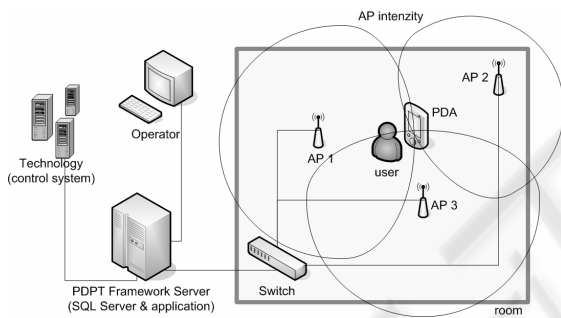 AP intenzity
AP 2
PDA
Operator
AP 1
user
Technology
(control system)
AP 3
PDPT Framework Server
(SQL Server & application)
Switch
room